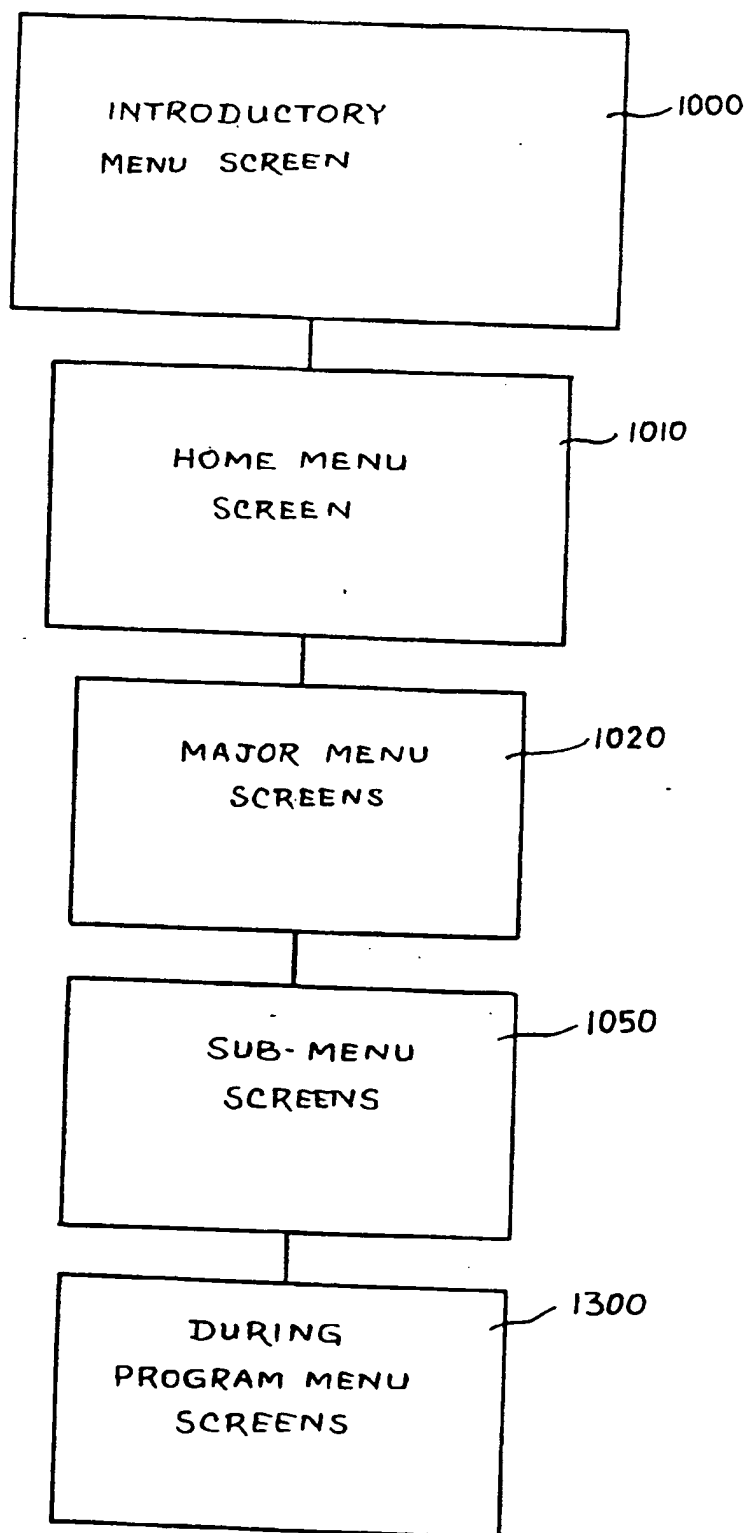 INTRODUCTORY
MENU SCREEN
1000
HOME MENU
SCREEN
1010
MAJOR MENU
SCREENS
1020
SUB-MENU
SCREENS
1050
DURING
PROGRAM MENU
SCREENS
1300